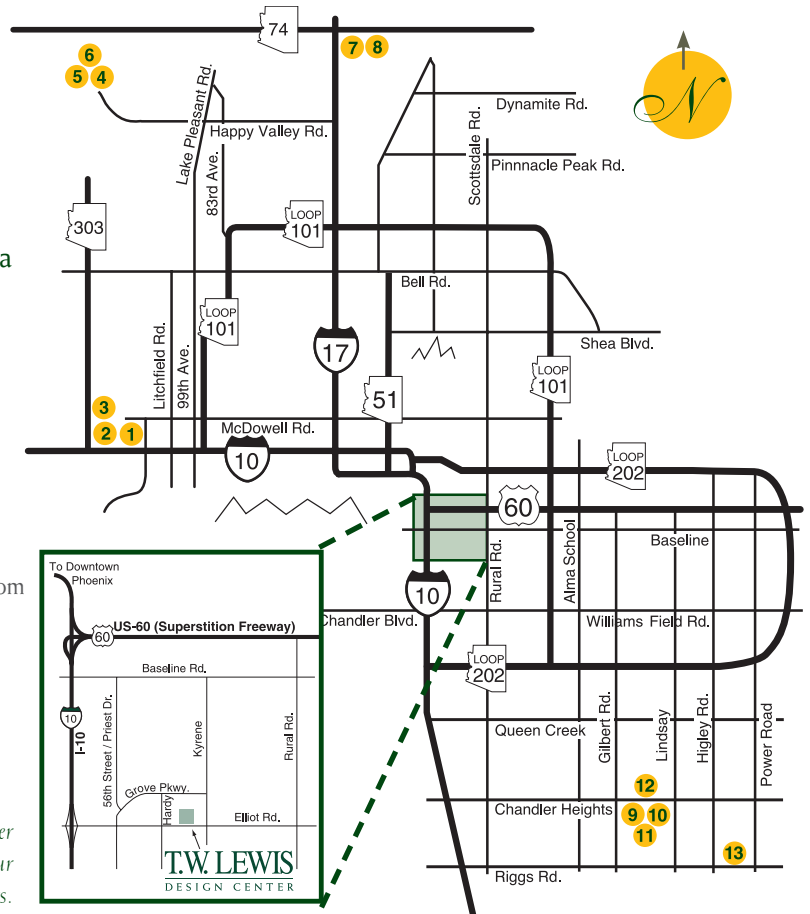 74
6
5
4
7
8
N
Dynamite Rd.
Happy Valley Rd.
Lake Pleasant Rd.
83rd Ave.
Scottsdale Rd.
Pinnnacle Peak Rd.
303
LOOP
101
a
Bell Rd.
LOOP
101
Litchfield Rd.
99th Ave.
17
Shea Blvd.
LOOP
101
51
3
2
1
McDowell Rd.
10
LOOP
202
60
Baseline
Rural Rd.
Alma School
10
Chandler Blvd.
Williams Field Rd.
LOOP
202
Queen Creek
Gilbert Rd.
Lindsay
Higley Rd.
Power Road
12
Chandler Heights
9
10
11
13
Riggs Rd.
To Downtown
Phoenix
om
60
US-60 (Superstition Freeway)
Baseline Rd.
10
I-10
56th Street / Priest Dr.
Kyrene
Rural Rd.
Grove Pkwy.
Hardy
Elliot Rd.
T.W. LEWIS
DESIGN CENTER
er
ur
s.